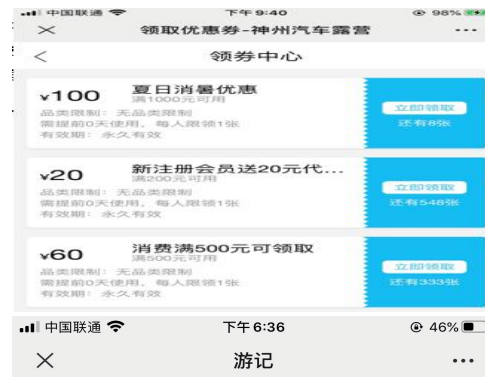 中国联通 下午9:40 98%
领取优惠券-神州汽车露营
领券中心
¥100 夏日消暑优惠
满1000元可用
品类限制：无品类限制
需提前0天使用，每人限领1张
有效期：永久有效
立即领取
还有8张
¥20 新注册会员送20元代...
满200元可用
品类限制：无品类限制
需提前0天使用，每人限领1张
有效期：永久有效
立即领取
还有548张
¥60 消费满500元可领取
满500元可用
品类限制：无品类限制
需提前0天使用，每人限领1张
有效期：永久有效
立即领取
还有333张
中国联通 下午6:36 46%
游记